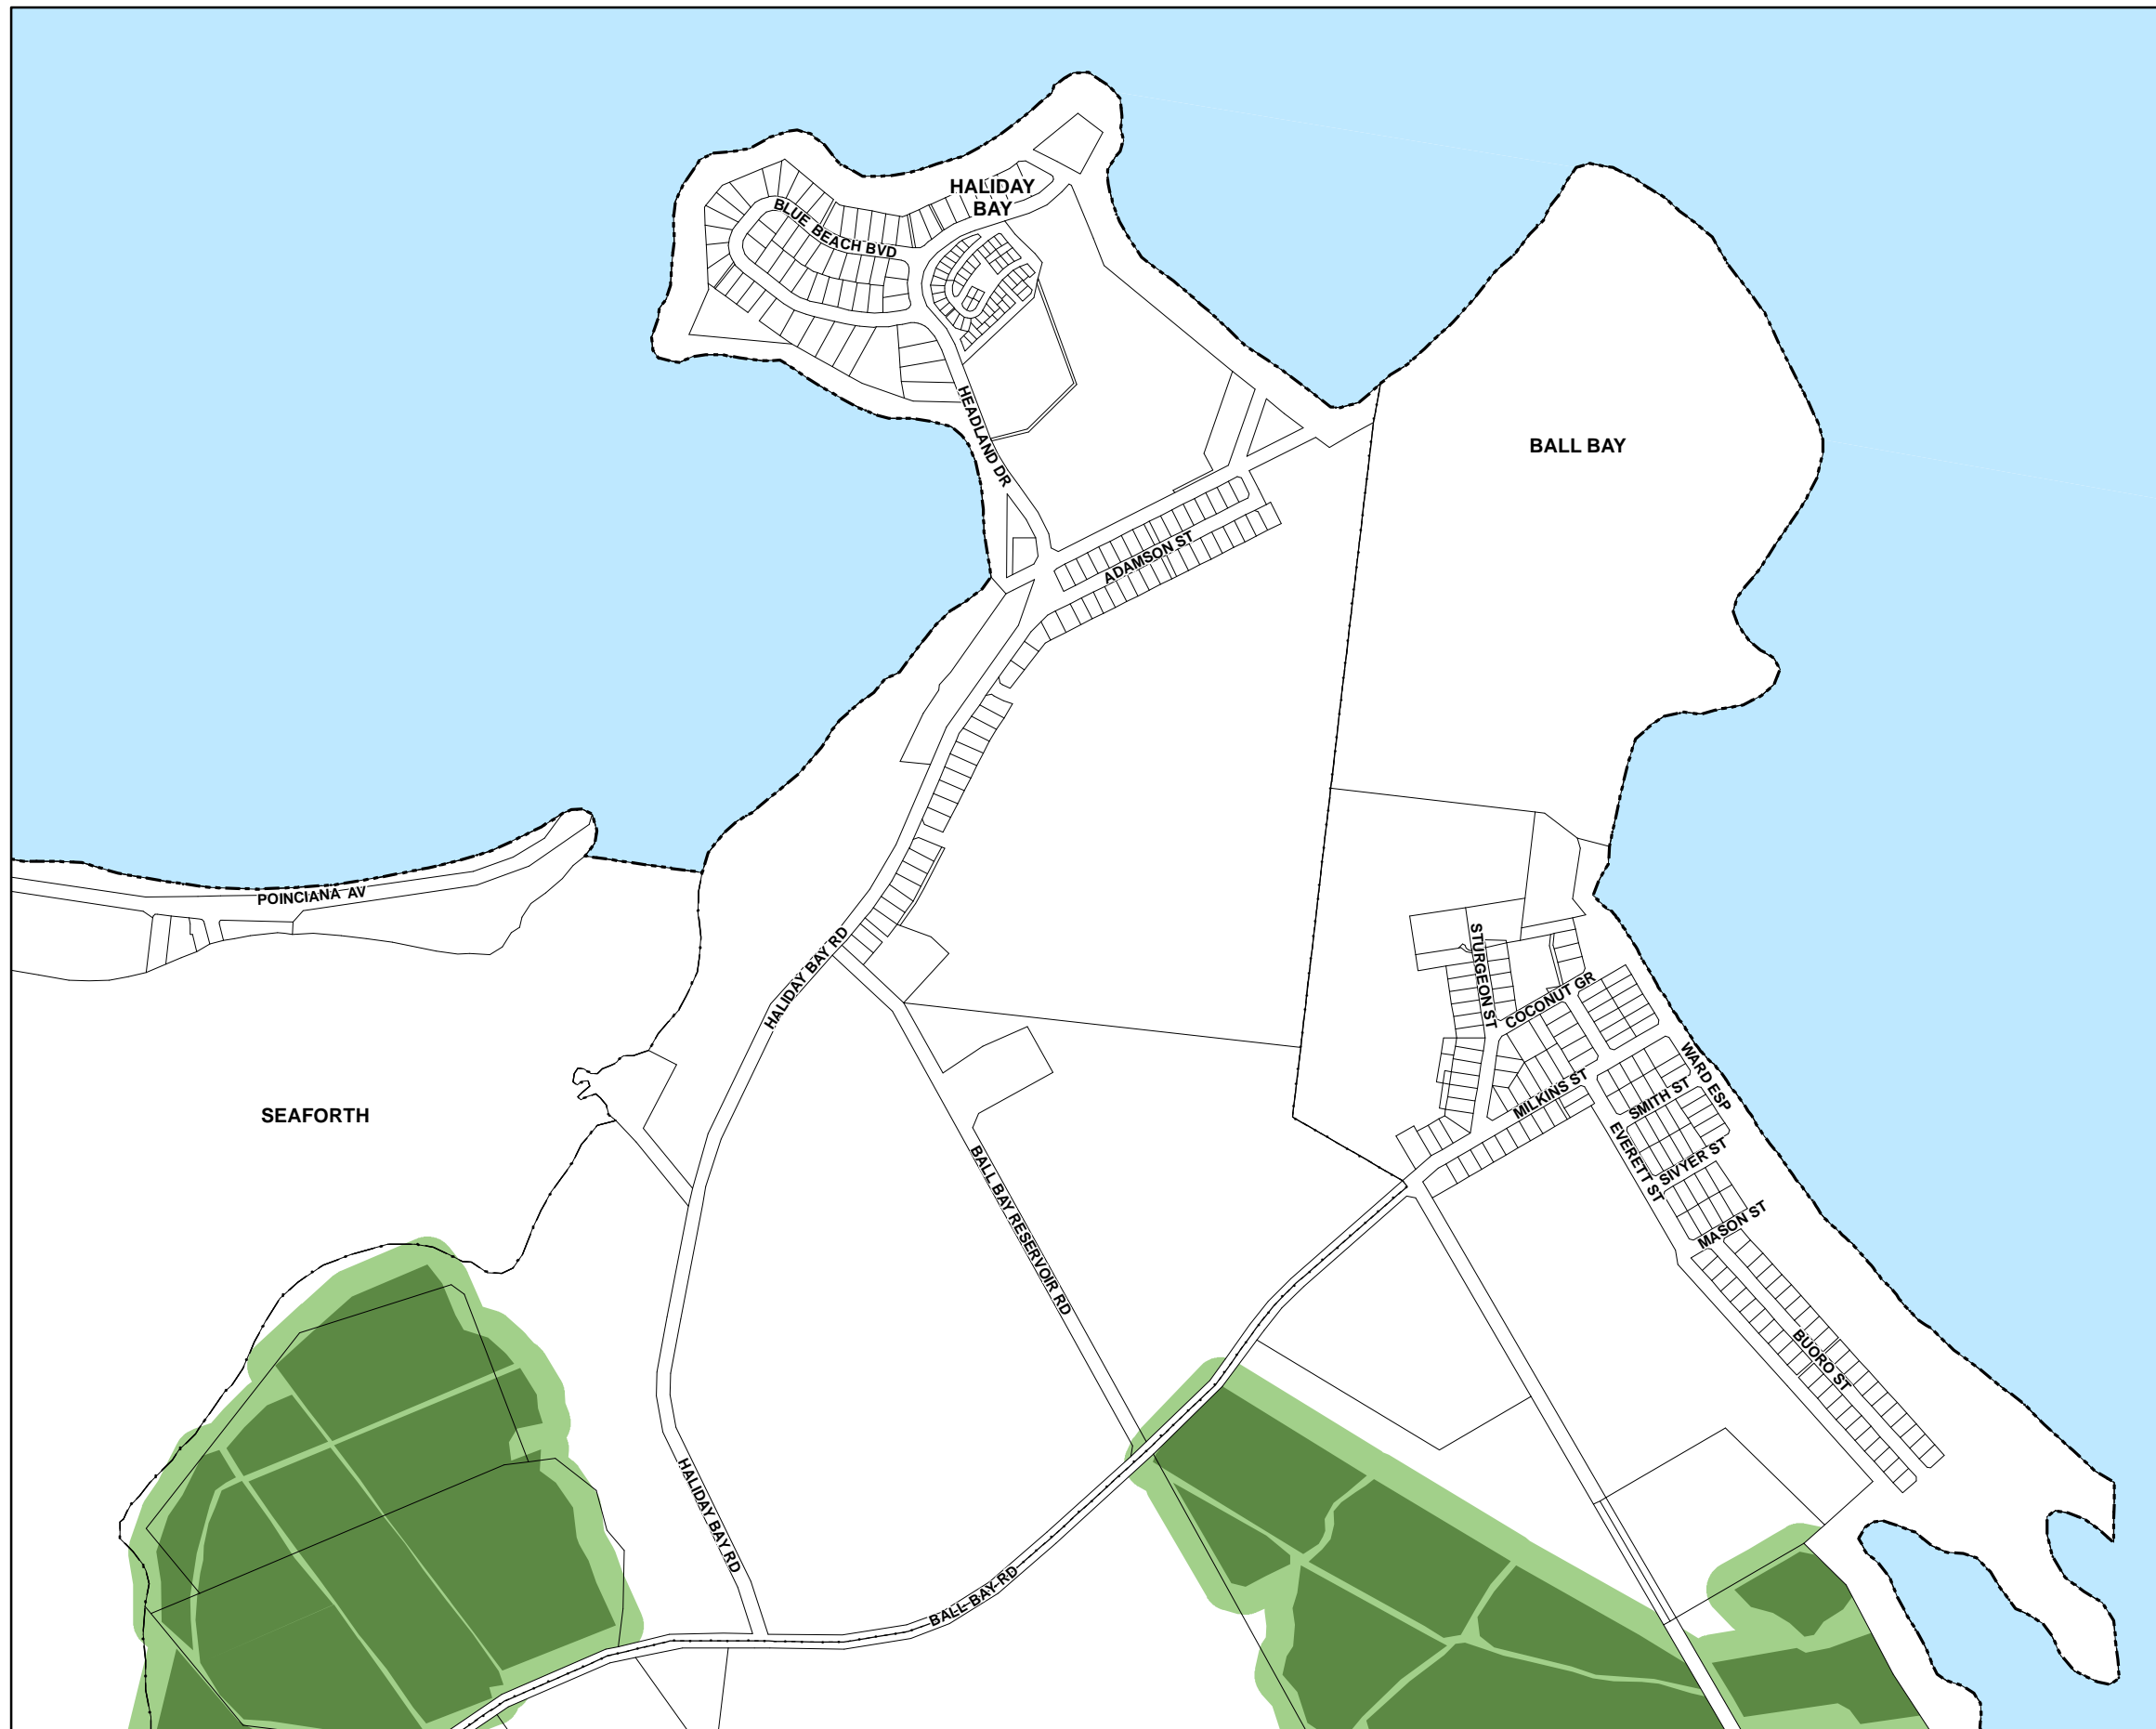 HALIDAY
BAY
BLUE BEACH BVD
HEADLAND DR
BALL BAY
ADAMSON ST
POINCIANA AV
HALIDAY BAY RD
STURGEON ST
COCONUT GR
WARD ESP
MILKINS ST
SMITH ST
SEAFORTH
EVERETT ST
SIVYER ST
MASON ST
BALL BAY RESERVOIR RD
BUORO ST
HALIDAY BAY RD
BALL BAY RD